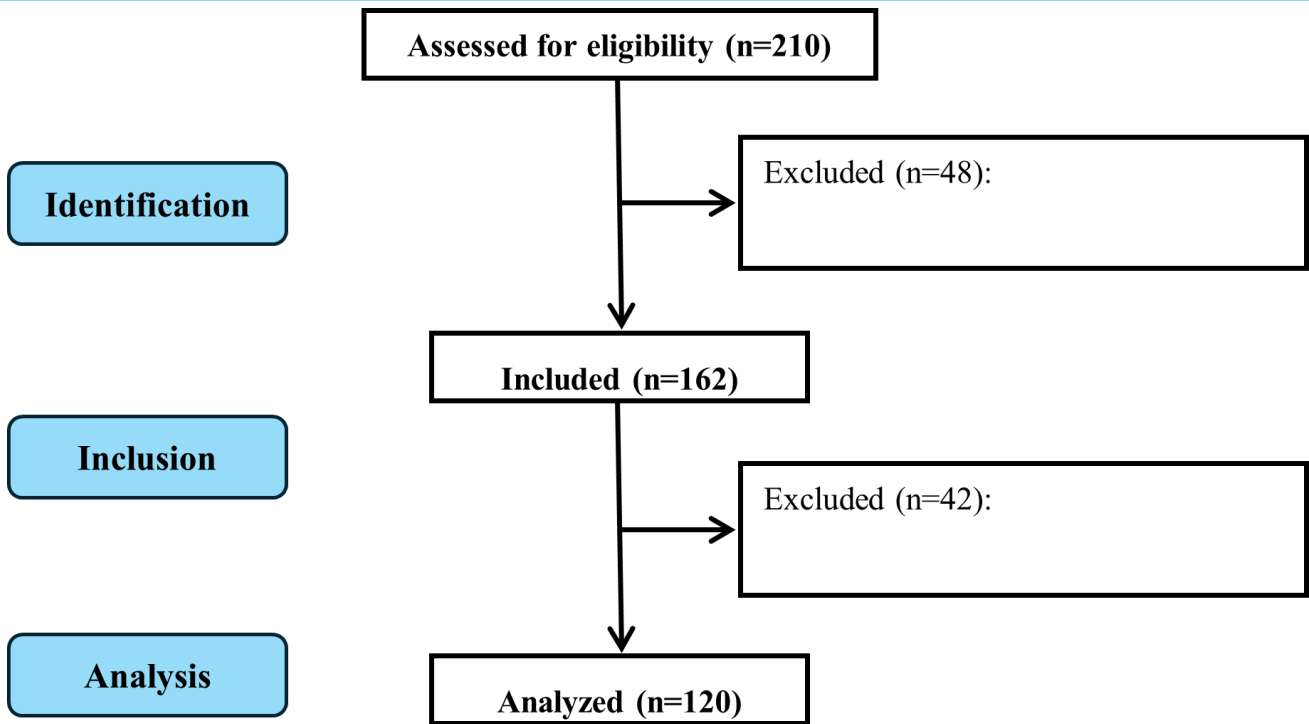 Assessed for eligibility (n=210)
Identification
Excluded (n=48):
Included (n=162)
Inclusion
Excluded (n=42):
Analysis
Analyzed (n=120)